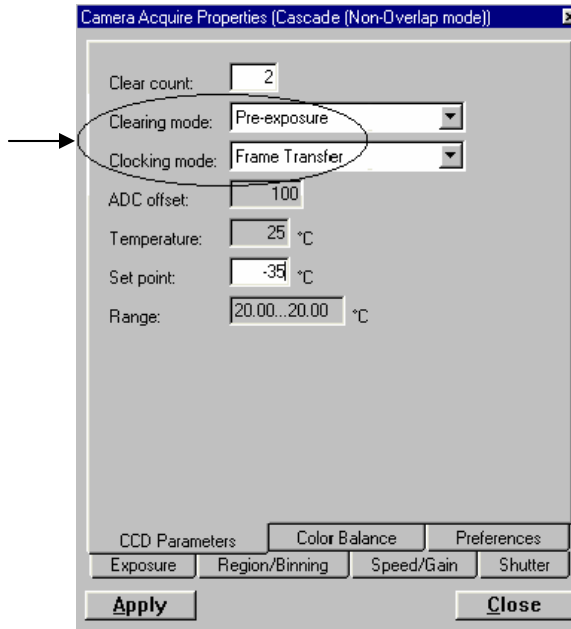 Camera Acquire Properties (Cascade (Non-Overlap mode))
Clear count: 2
Clearing mode: Pre-exposure
Clocking mode: Frame Transfer
ADC offset: 100
Temperature: 25 °C
Set point: -35 °C
Range: 20.00...20.00 °C
CCD Parameters Color Balance Preferences
Exposure Region/Binning Speed/Gain Shutter
Apply Close